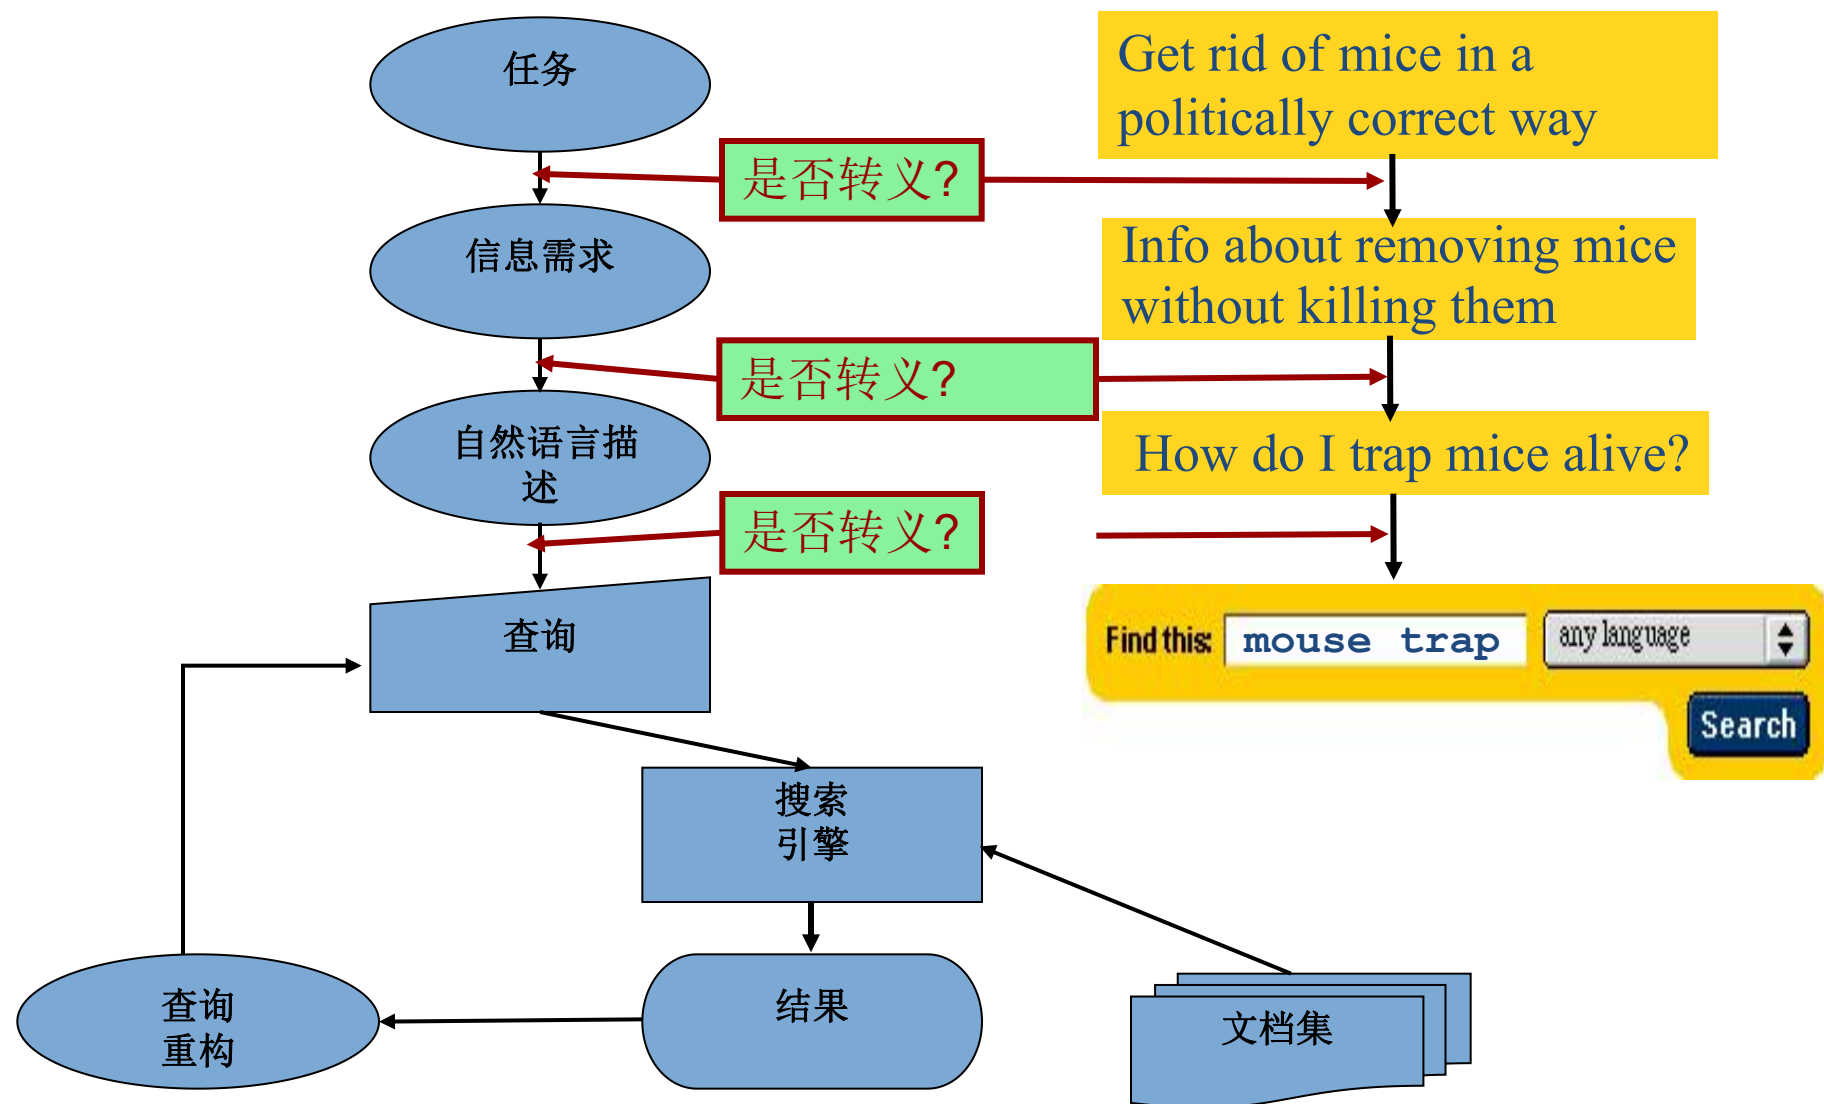 任务
Get rid of mice in a
politically correct way
是否转义?
信息需求
Info about removing mice
without killing them
是否转义?
自然语言描
述
How do I trap mice alive?
是否转义?
查询
Find this: mouse trap any language
Search
搜索
引擎
查询
重构
结果
文档集